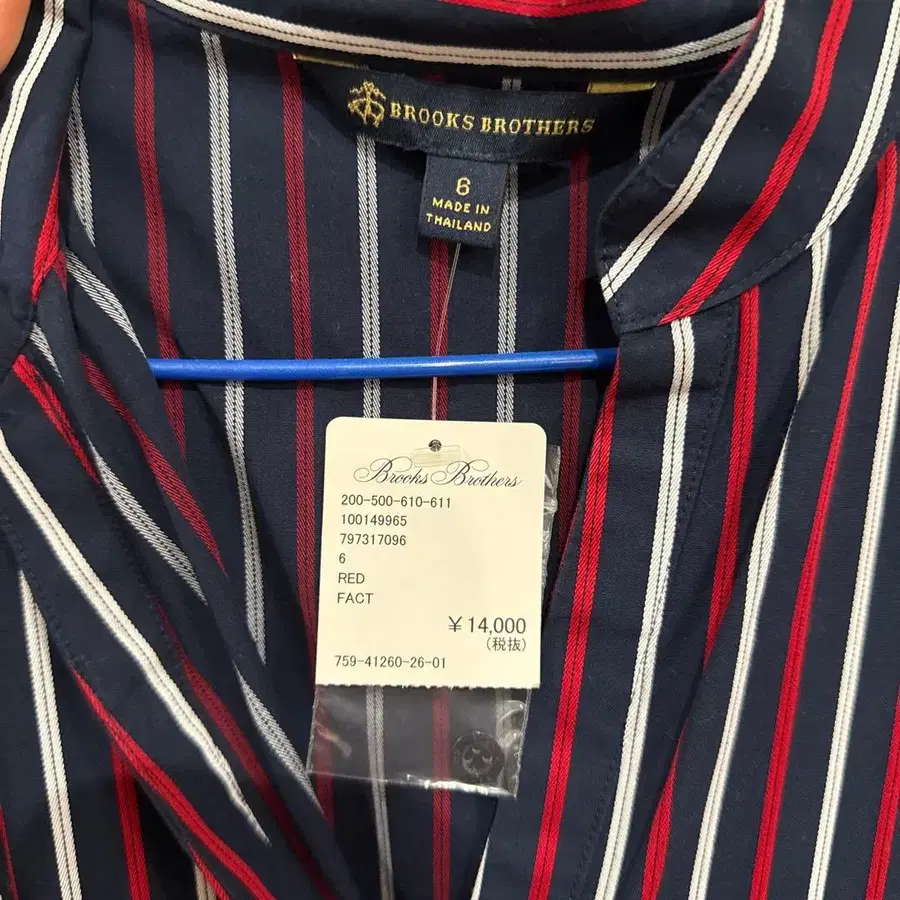 BROOKS BROTHERS
6
MADE IN
THAILAND
Brooks Brothers
200-500-610-611
100149965
797317096
6
RED
FACT
￥14,000
(税抜)
759-41260-26-01